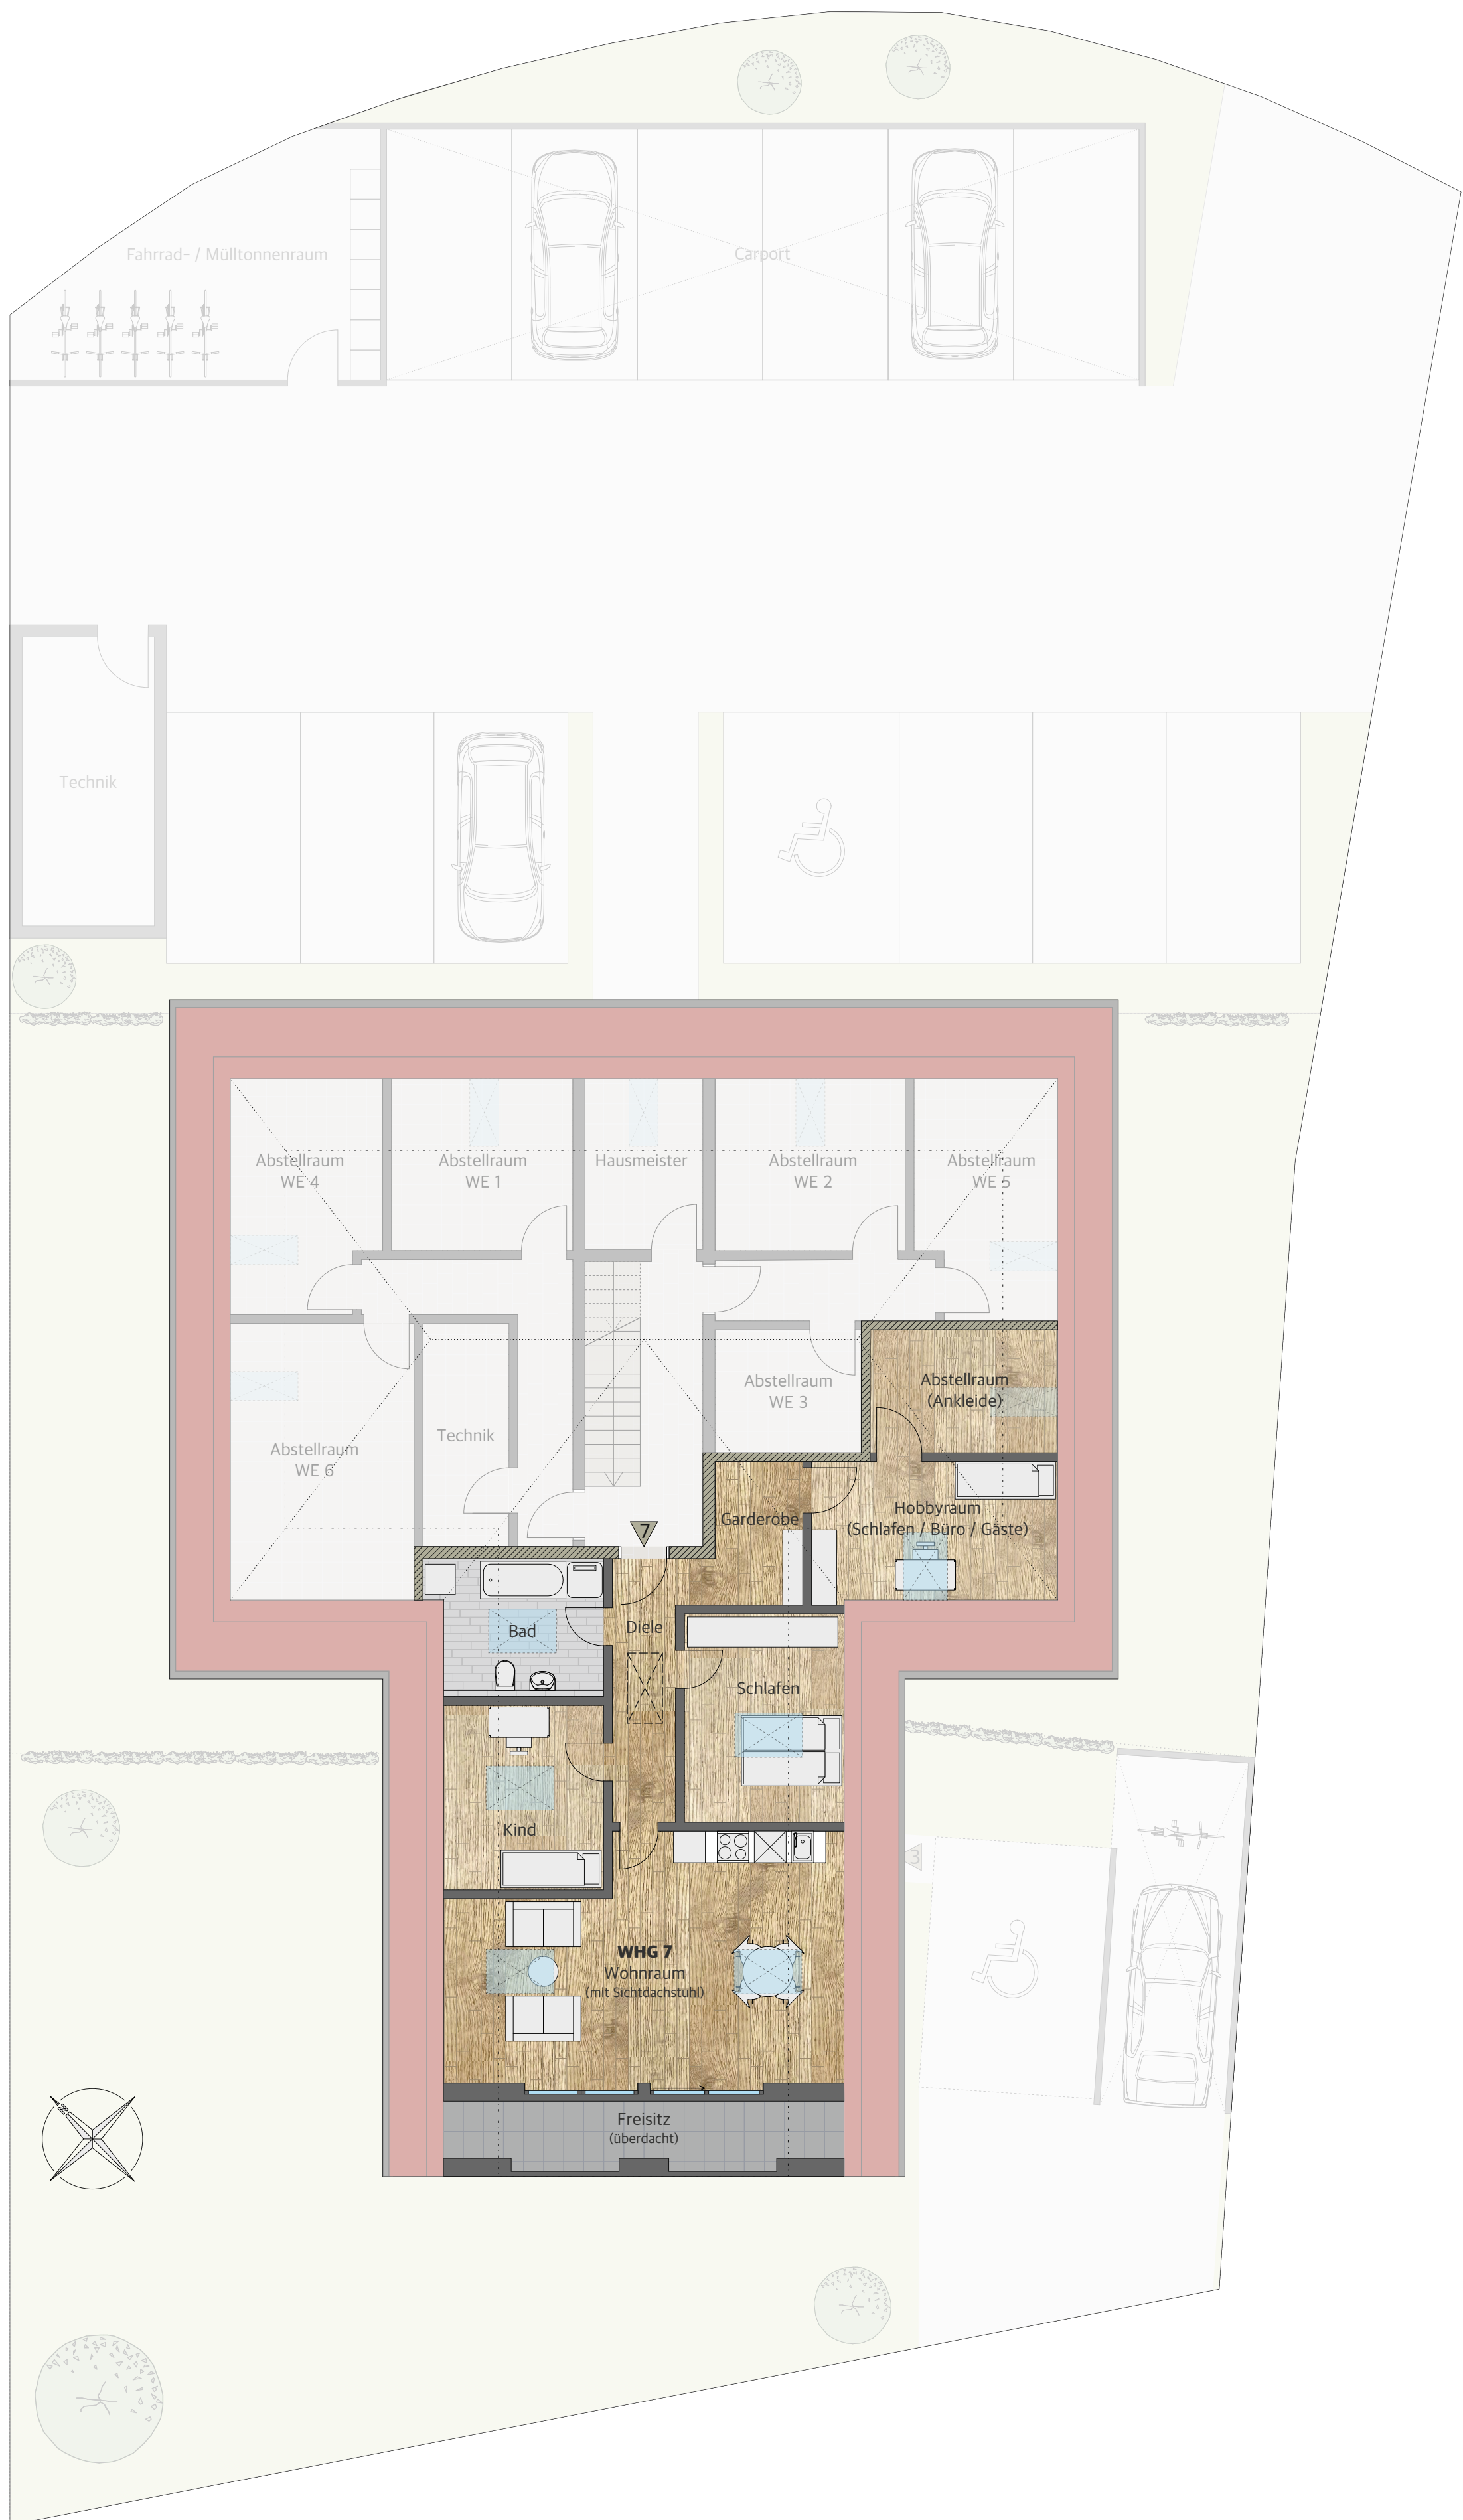 Fahrrad- / Mülltonnenraum
Carport
Technik
Abstellraum
WE 4
Abstellraum
WE 1
Hausmeister
Abstellraum
WE 2
Abstellraum
WE 5
Abstellraum
WE 3
Abstellraum
(Ankleide)
Technik
Abstellraum
WE 6
Garderobe
Hobbyraum
(Schlafen / Büro / Gäste)
7
Bad
Diele
Schlafen
Kind
3
WHG 7
Wohnraum
(mit Sichtdachstuhl)
N
Freisitz
(überdacht)